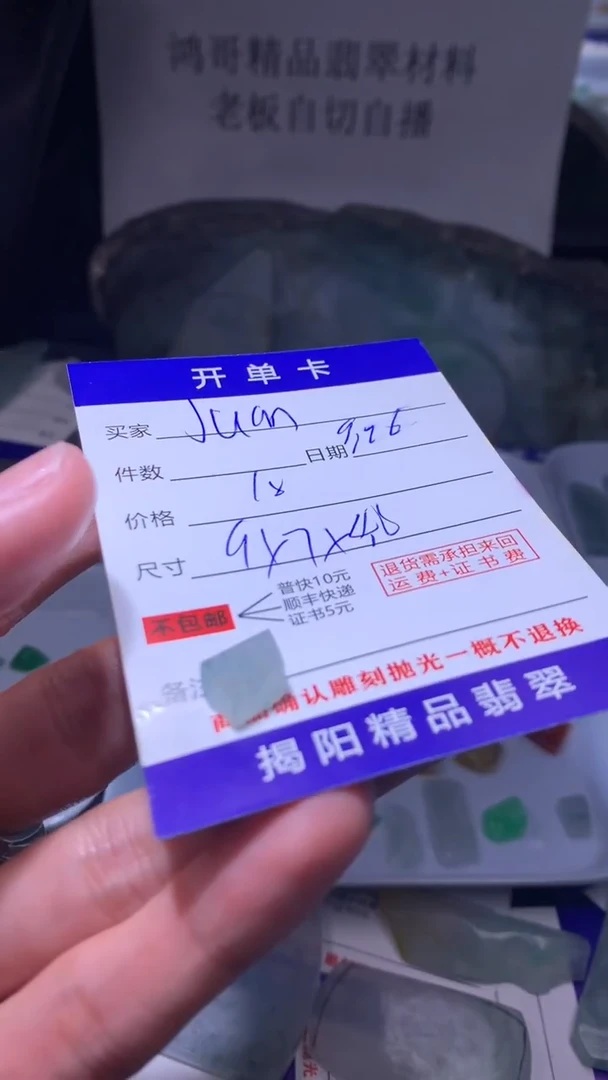 鸿哥精品翡翠材料
老板自切自播
开单卡
买家 Juan
件数 日期 9,26
1x
价格
尺寸
不包邮
普快10元
顺丰快递
证书5元
退货需承担来回
运费+证书费
确认雕刻抛光一概不退换
揭阳精品翡翠